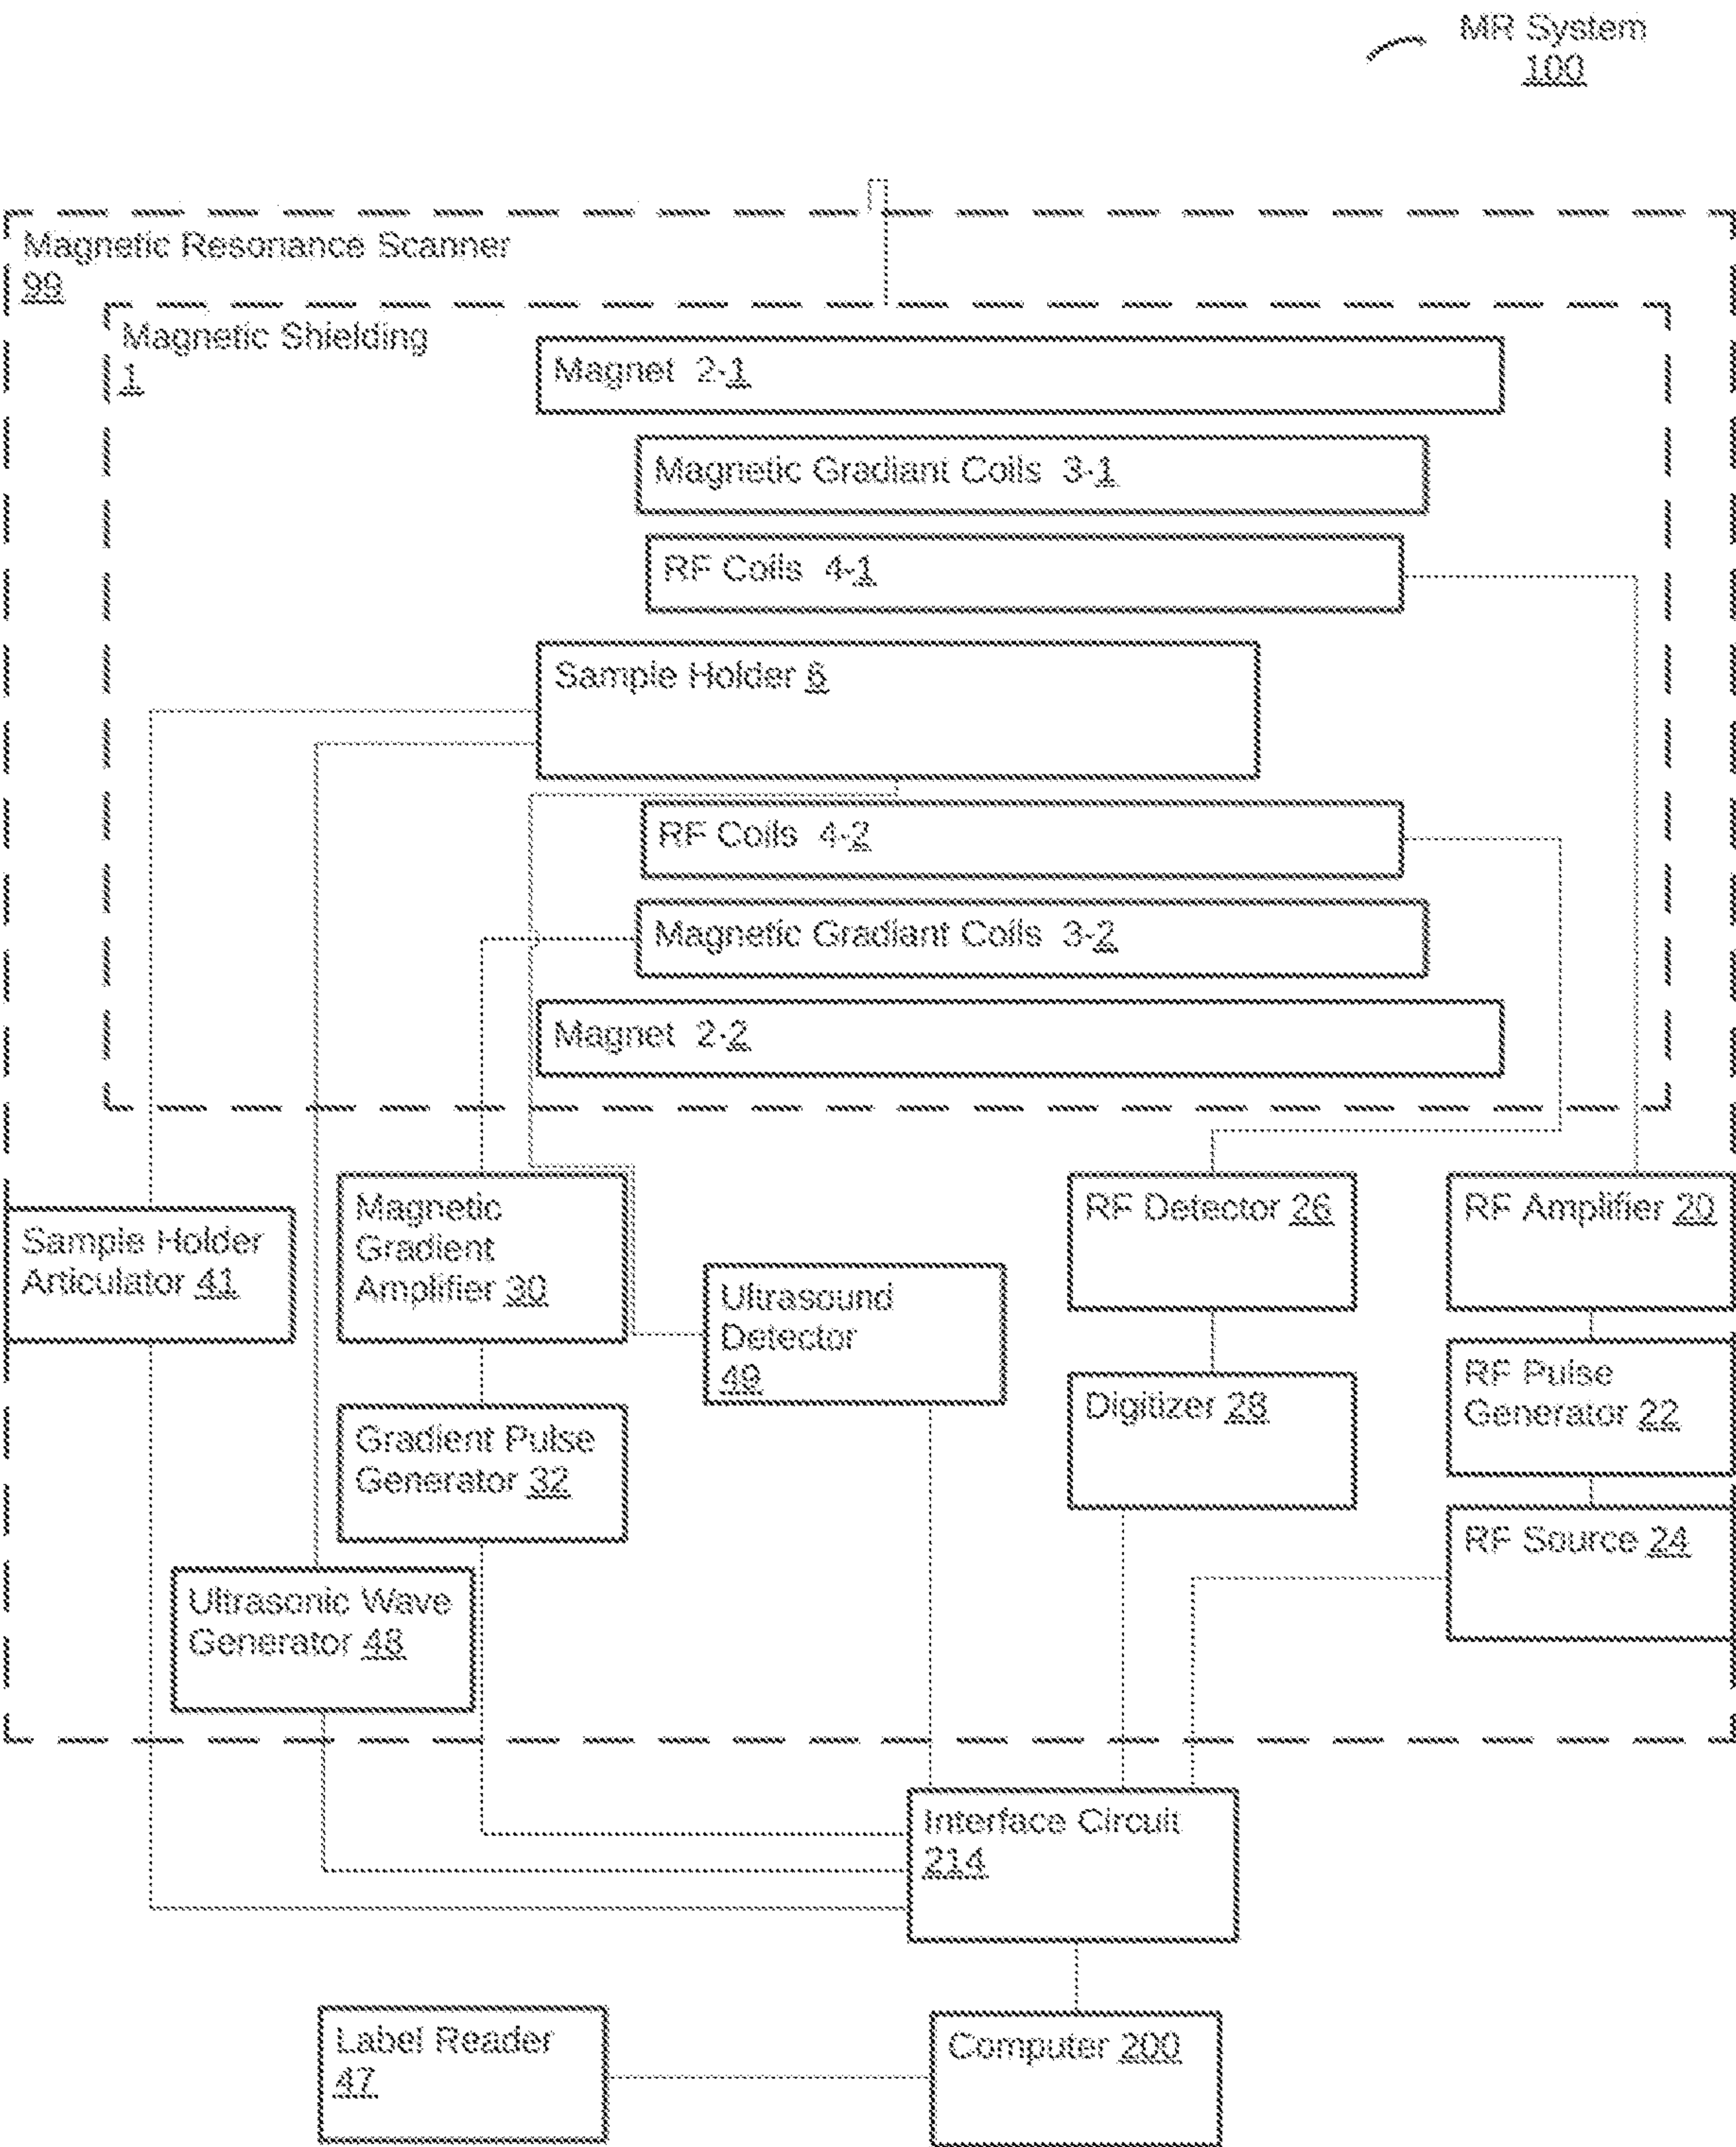 MR System
100
Magnetic Resonance Scanner
99
Magnetic Shielding
1
Magnet 2-1
Magnetic Gradiant Coils 3-1
RF Coils 4-1
Sample Holder 6
RF Coils 4-2
Magnetic Gradiant Coils 3-2
Magnet 2-2
Sample Holder
Articulator 41
Magnetic
Gradient
Amplifier 30
Ultrasound
Detector
49
RF Detector 26
RF Amplifier 20
Gradient Pulse
Generator 32
Digitizer 28
RF Pulse
Generator 22
RF Source 24
Ultrasonic Wave
Generator 48
Interface Circuit
214
Label Reader
47
Computer 200